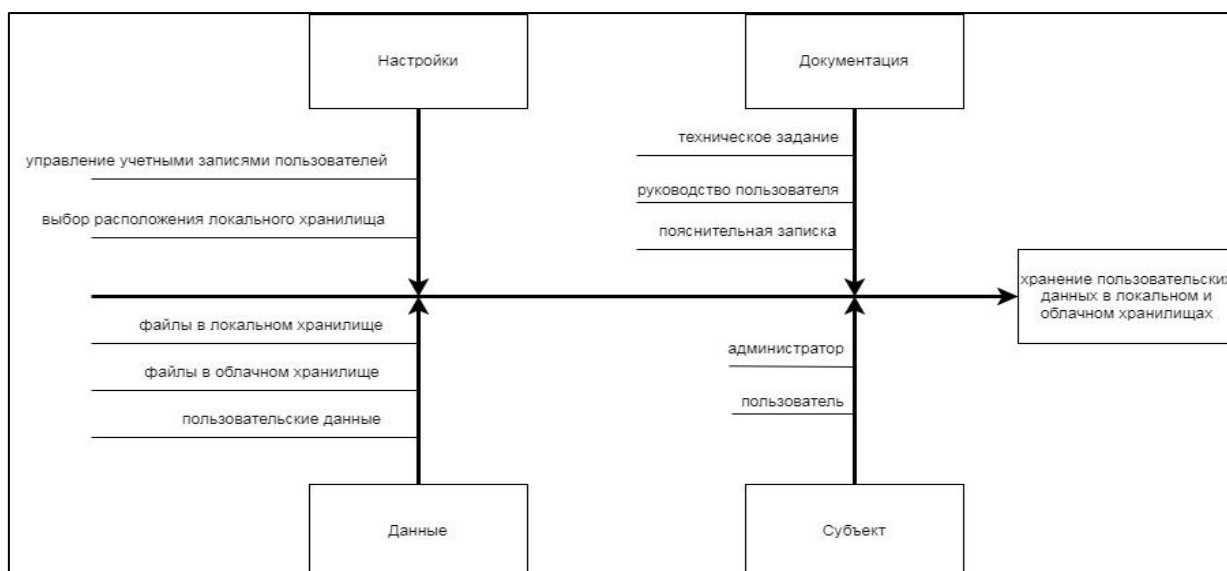 Настройки
Документация
управление учетными записями пользователей
выбор расположения локального хранилища
техническое задание
руководство пользователя
пояснительная записка
хранение пользовательских
данных в локальном и
облачном хранилищах
файлы в локальном хранилище
файлы в облачном хранилище
пользовательские данные
администратор
пользователь
Данные
Субъект